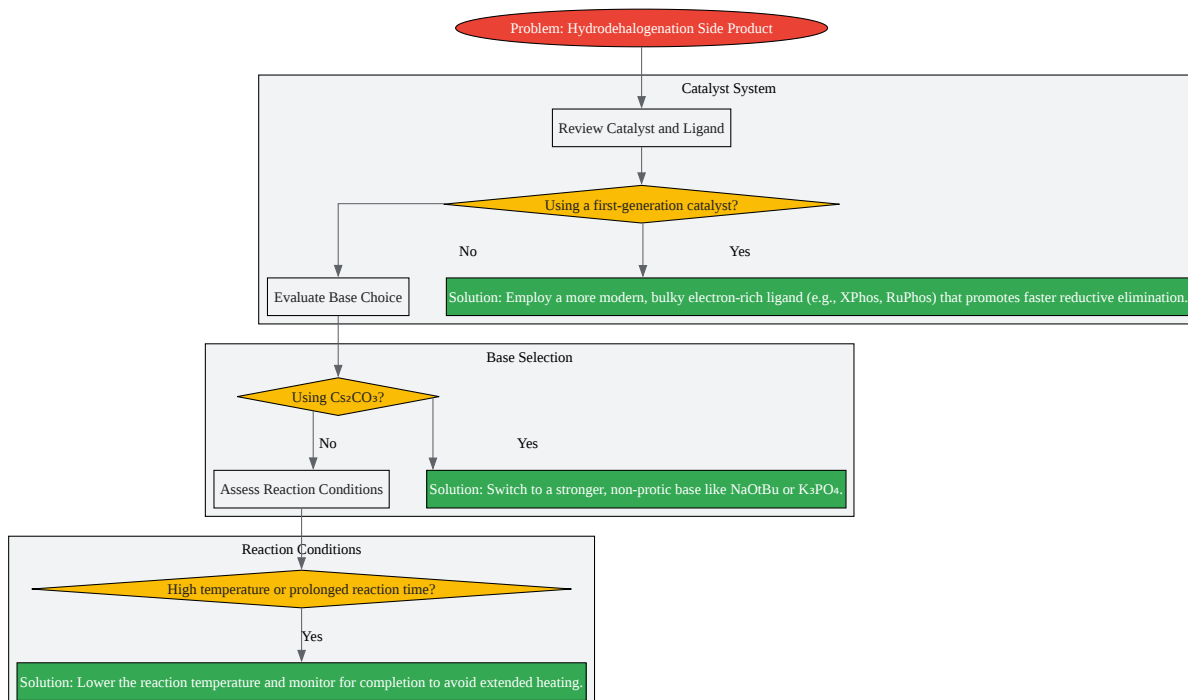 Problem: Hydrodehalogenation Side Product
Catalyst System
Review Catalyst and Ligand
Using a first-generation catalyst?
No
Yes
Evaluate Base Choice
Solution: Employ a more modern, bulky electron-rich ligand (e.g., XPhos, RuPhos) that promotes faster reductive elimination.
Base Selection
Using Cs₂CO₃?
No
Yes
Assess Reaction Conditions
Solution: Switch to a stronger, non-protic base like NaOtBu or K₃PO₄.
Reaction Conditions
High temperature or prolonged reaction time?
Yes
Solution: Lower the reaction temperature and monitor for completion to avoid extended heating.